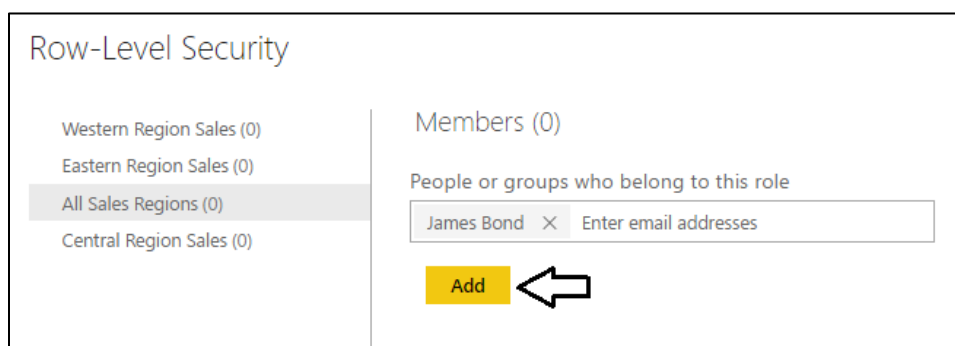 Row-Level Security
Western Region Sales (0)
Eastern Region Sales (0)
All Sales Regions (0)
Central Region Sales (0)
Members (0)
People or groups who belong to this role
James Bond × Enter email addresses
Add